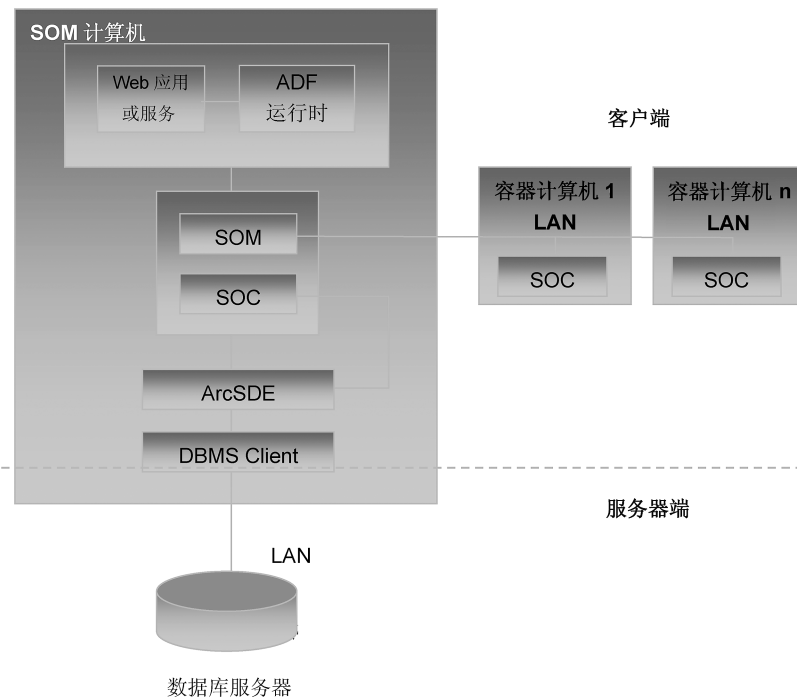 SOM 计算机
Web 应用
或服务
ADF
运行时
客户端
容器计算机 1
LAN
容器计算机 n
LAN
SOM
SOC
SOC
SOC
ArcSDE
DBMS Client
服务器端
LAN
数据库服务器